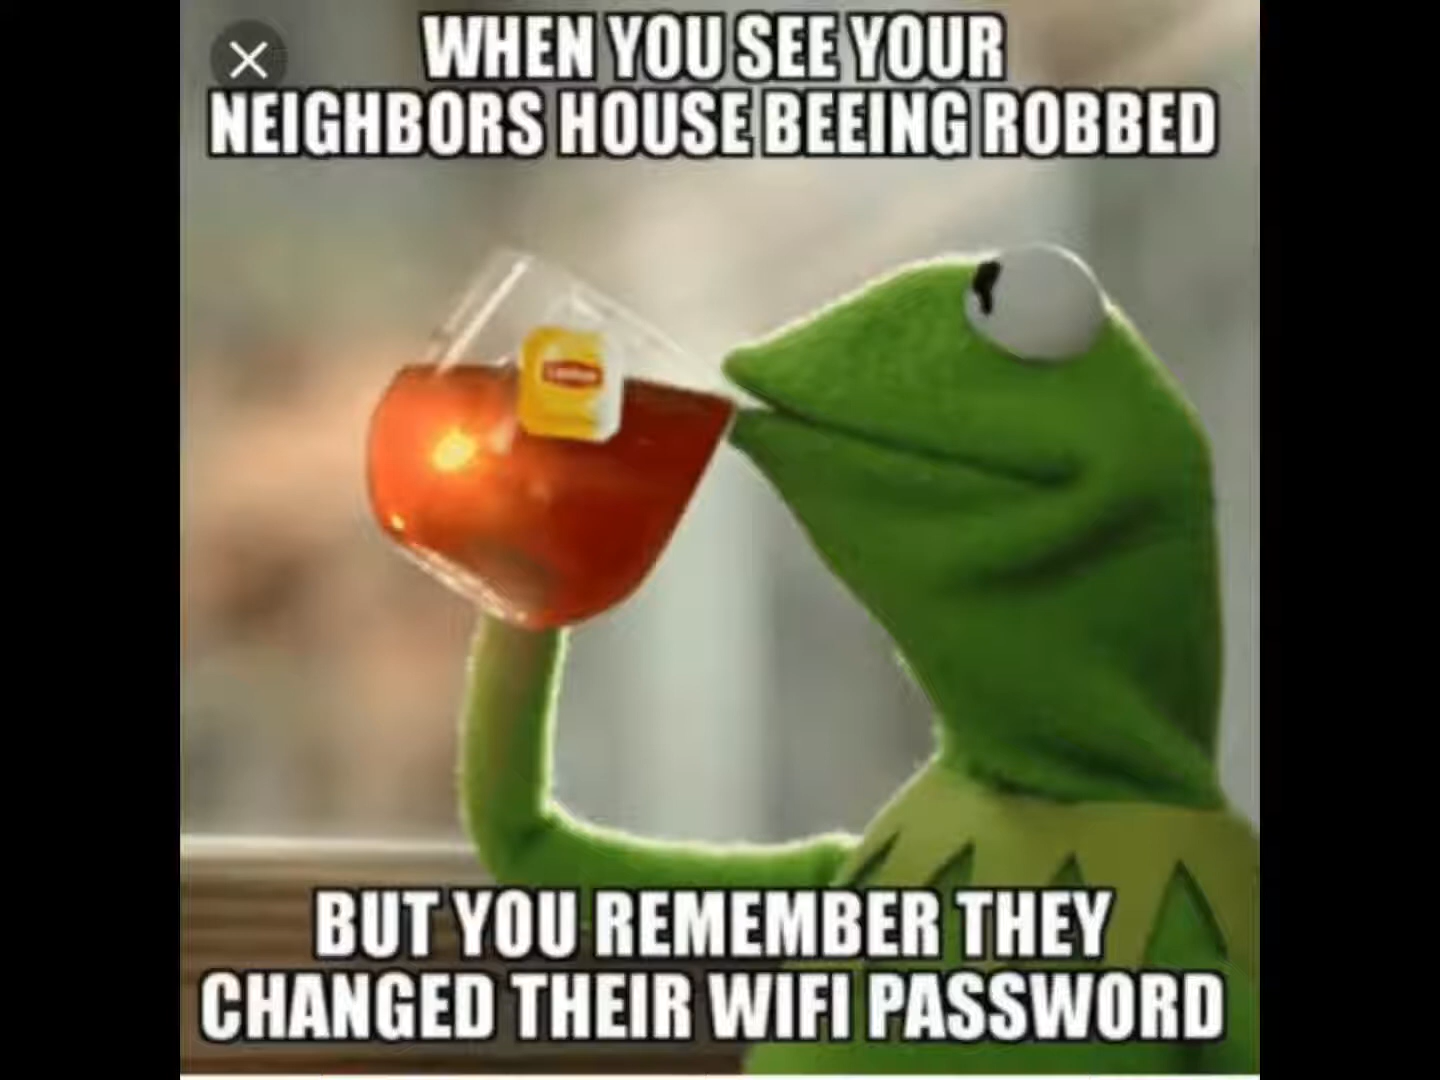 WHEN YOU SEE YOUR
NEIGHBORS HOUSE BEEING ROBBED
BUT YOU REMEMBER THEY
CHANGED THEIR WIFI PASSWORD